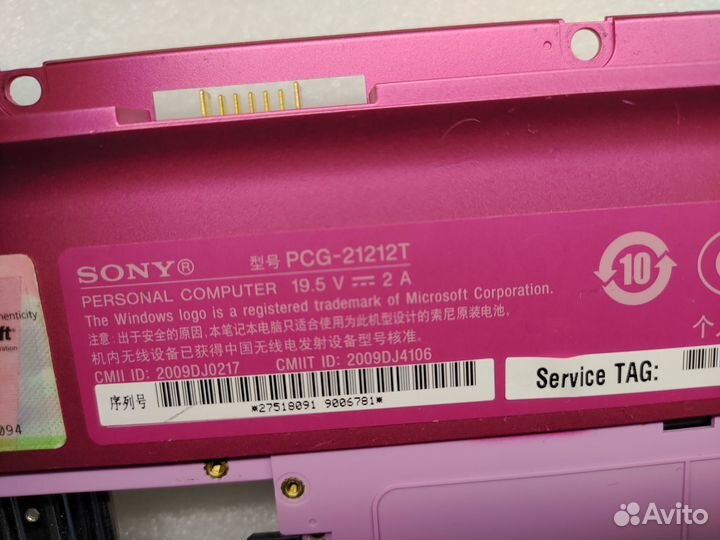 SONY® 型号 PCG-21212T
PERSONAL COMPUTER 19.5 V ⎓ 2 A
The Windows logo is a registered trademark of Microsoft Corporation.
注意: 出于安全的原因, 本笔记本电脑只适合使用为此机型设计的索尼原装电池。
机内无线设备已获得中国无线电发射设备型号核准。
CMII ID: 2009DJ0217 CMIIT ID: 2009DJ4106
序列号
*27518091 9006781*
10
个
Service TAG:
094
Avito